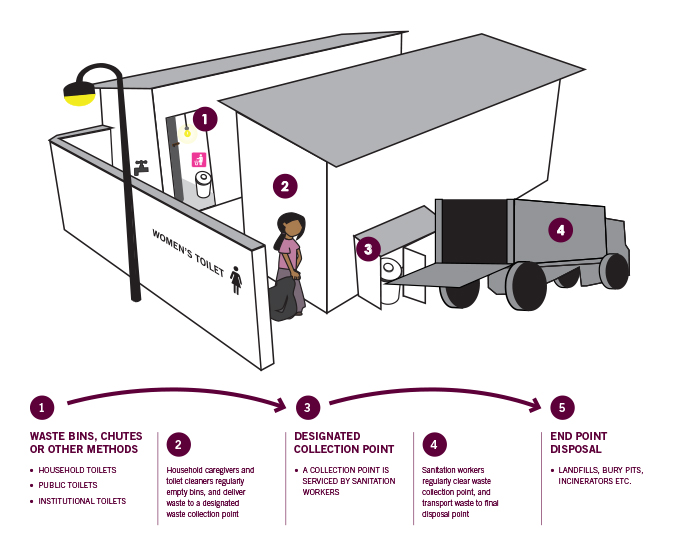 1
2
WOMEN'S TOILET
3
4
1
WASTE BINS, CHUTES
OR OTHER METHODS
• HOUSEHOLD TOILETS
• PUBLIC TOILETS
• INSTITUTIONAL TOILETS
2
Household caregivers and
toilet cleaners regularly
empty bins, and deliver
waste to a designated
waste collection point
3
DESIGNATED
COLLECTION POINT
• A COLLECTION POINT IS
SERVICED BY SANITATION
WORKERS
4
Sanitation workers
regularly clear waste
collection point, and
transport waste to final
disposal point
5
END POINT
DISPOSAL
• LANDFILLS, BURY PITS,
INCINERATORS ETC.